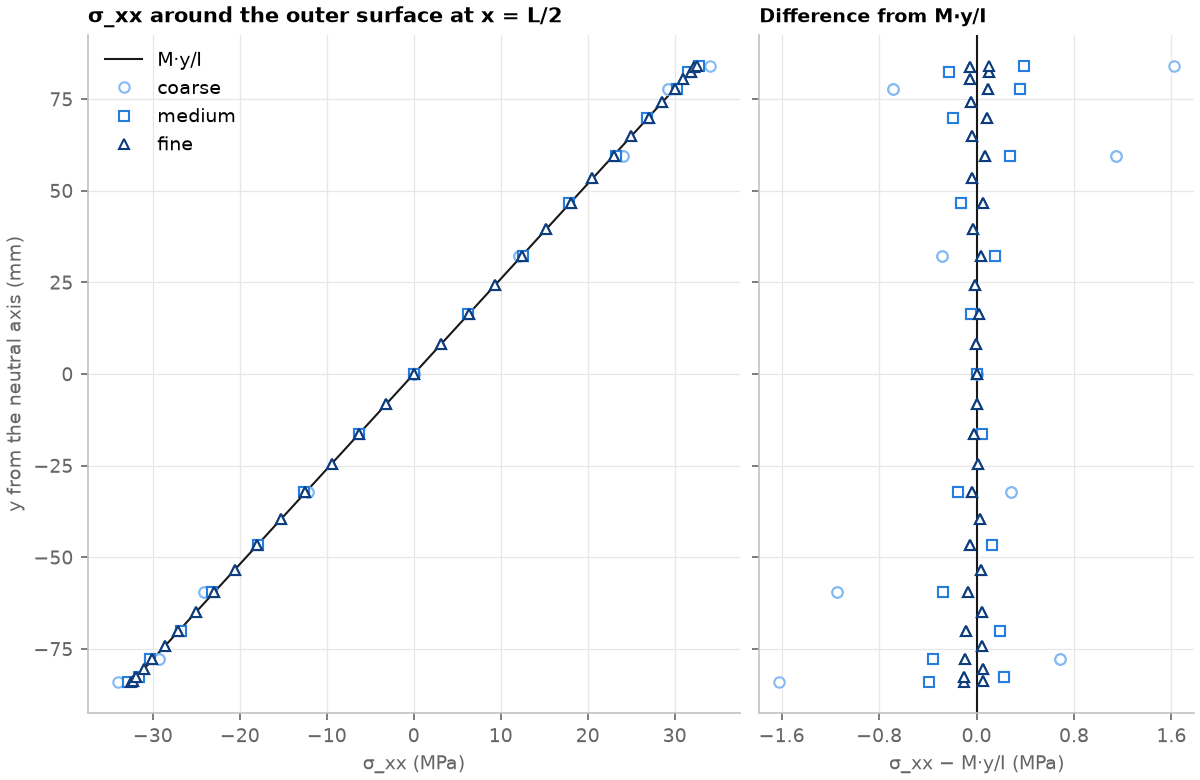 σ_xx around the outer surface at x = L/2
M·y/I
coarse
medium
fine
75
50
25
0
−25
−50
−75
y from the neutral axis (mm)
−30
−20
−10
0
10
20
30
σ_xx (MPa)
Difference from M·y/I
−1.6
−0.8
0.0
0.8
1.6
σ_xx − M·y/I (MPa)